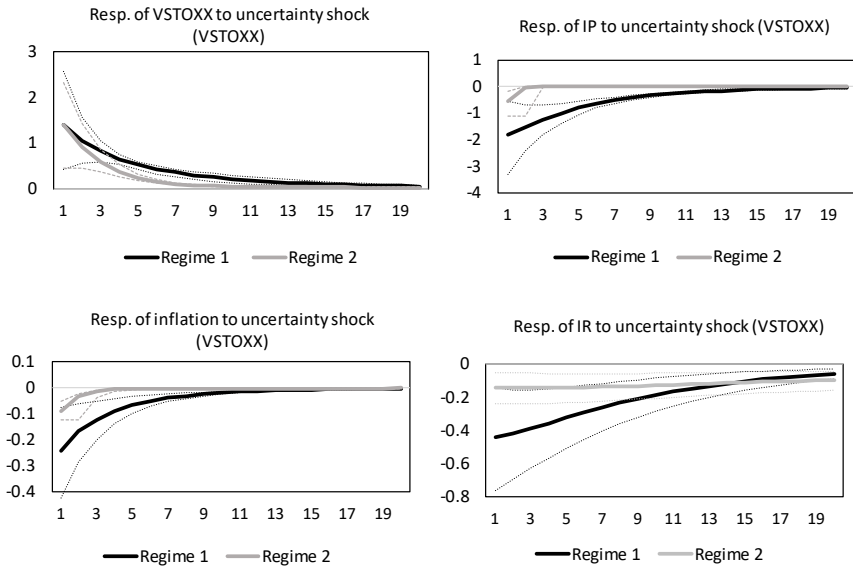 Resp. of VSTOXX to uncertainty shock
(VSTOXX)
3
2
1
0
1 3 5 7 9 11 13 15 17 19
Regime 1 Regime 2
Resp. of IP to uncertainty shock (VSTOXX)
1
0
-1
-2
-3
-4
1 3 5 7 9 11 13 15 17 19
Regime 1 Regime 2
Resp. of inflation to uncertainty shock
(VSTOXX)
0.1
0
-0.1
-0.2
-0.3
-0.4
1 3 5 7 9 11 13 15 17 19
Regime 1 Regime 2
Resp. of IR to uncertainty shock (VSTOXX)
0
-0.2
-0.4
-0.6
-0.8
1 3 5 7 9 11 13 15 17 19
Regime 1 Regime 2